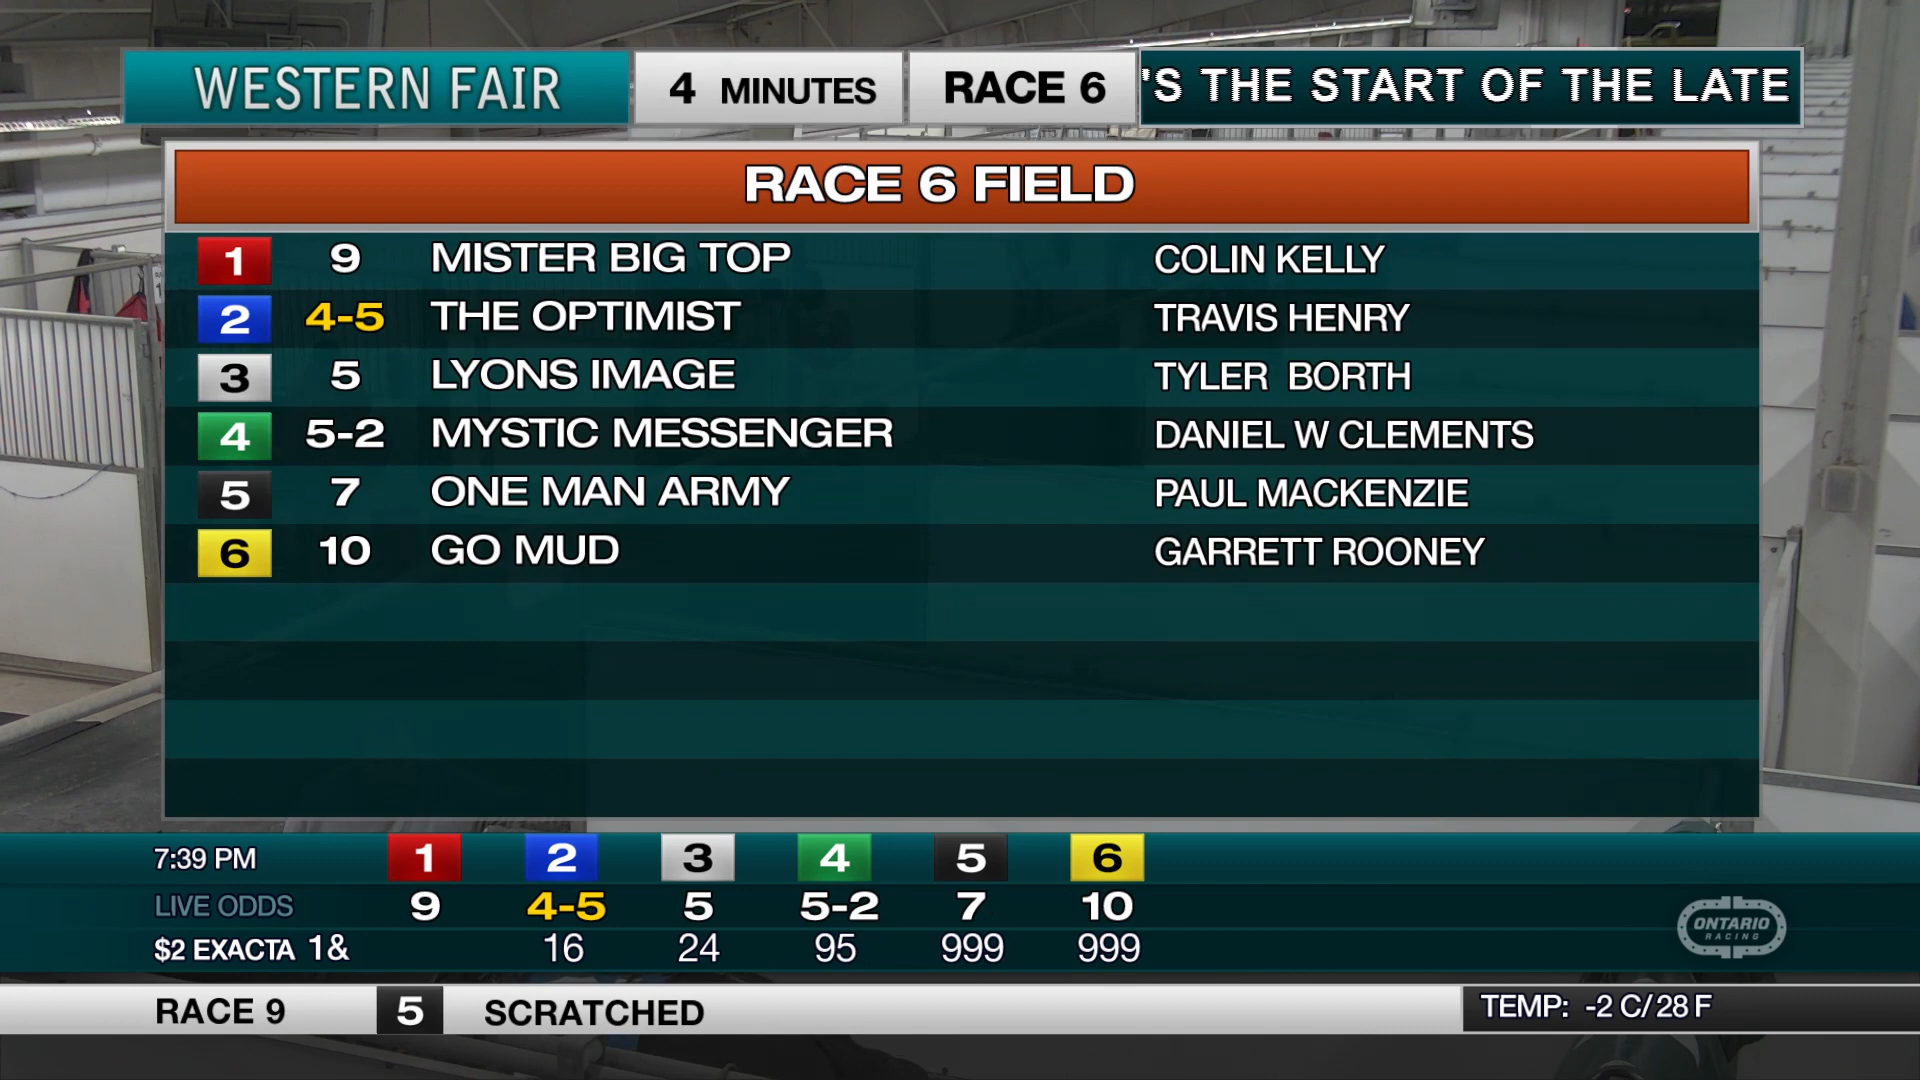 WESTERN FAIR 4 MINUTES RACE 6 'S THE START OF THE LATE
RACE 6 FIELD
1 9 MISTER BIG TOP COLIN KELLY
2 4-5 THE OPTIMIST TRAVIS HENRY
3 5 LYONS IMAGE TYLER BORTH
4 5-2 MYSTIC MESSENGER DANIEL W CLEMENTS
5 7 ONE MAN ARMY PAUL MACKENZIE
6 10 GO MUD GARRETT ROONEY
7:39 PM 1 2 3 4 5 6
LIVE ODDS 9 4-5 5 5-2 7 10
$2 EXACTA 1& 16 24 95 999 999
ONTARIO
RACING
RACE 9 5 SCRATCHED TEMP: -2 C/28 F